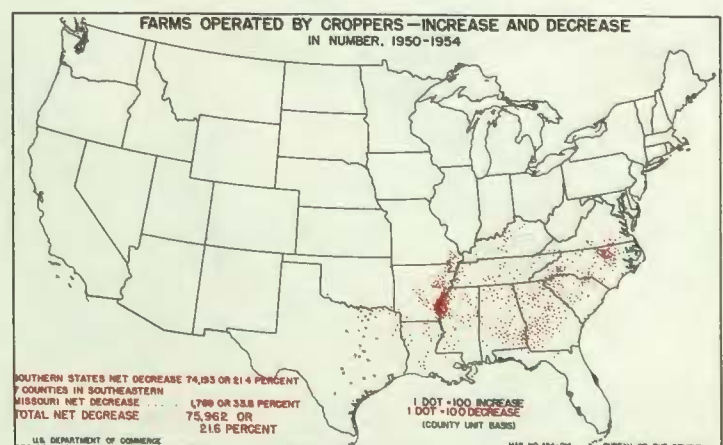 FARMS OPERATED BY CROPPERS—INCREASE AND DECREASE
IN NUMBER, 1950-1954
SOUTHERN STATES NET DECREASE 74,193 OR 21.4 PERCENT
7 COUNTIES IN SOUTHEASTERN
MISSOURI NET DECREASE . . . . 1,769 OR 33.8 PERCENT
TOTAL NET DECREASE 75,962 OR
21.6 PERCENT
1 DOT = 100 INCREASE
1 DOT = 100 DECREASE
(COUNTY UNIT BASIS)
U.S. DEPARTMENT OF COMMERCE